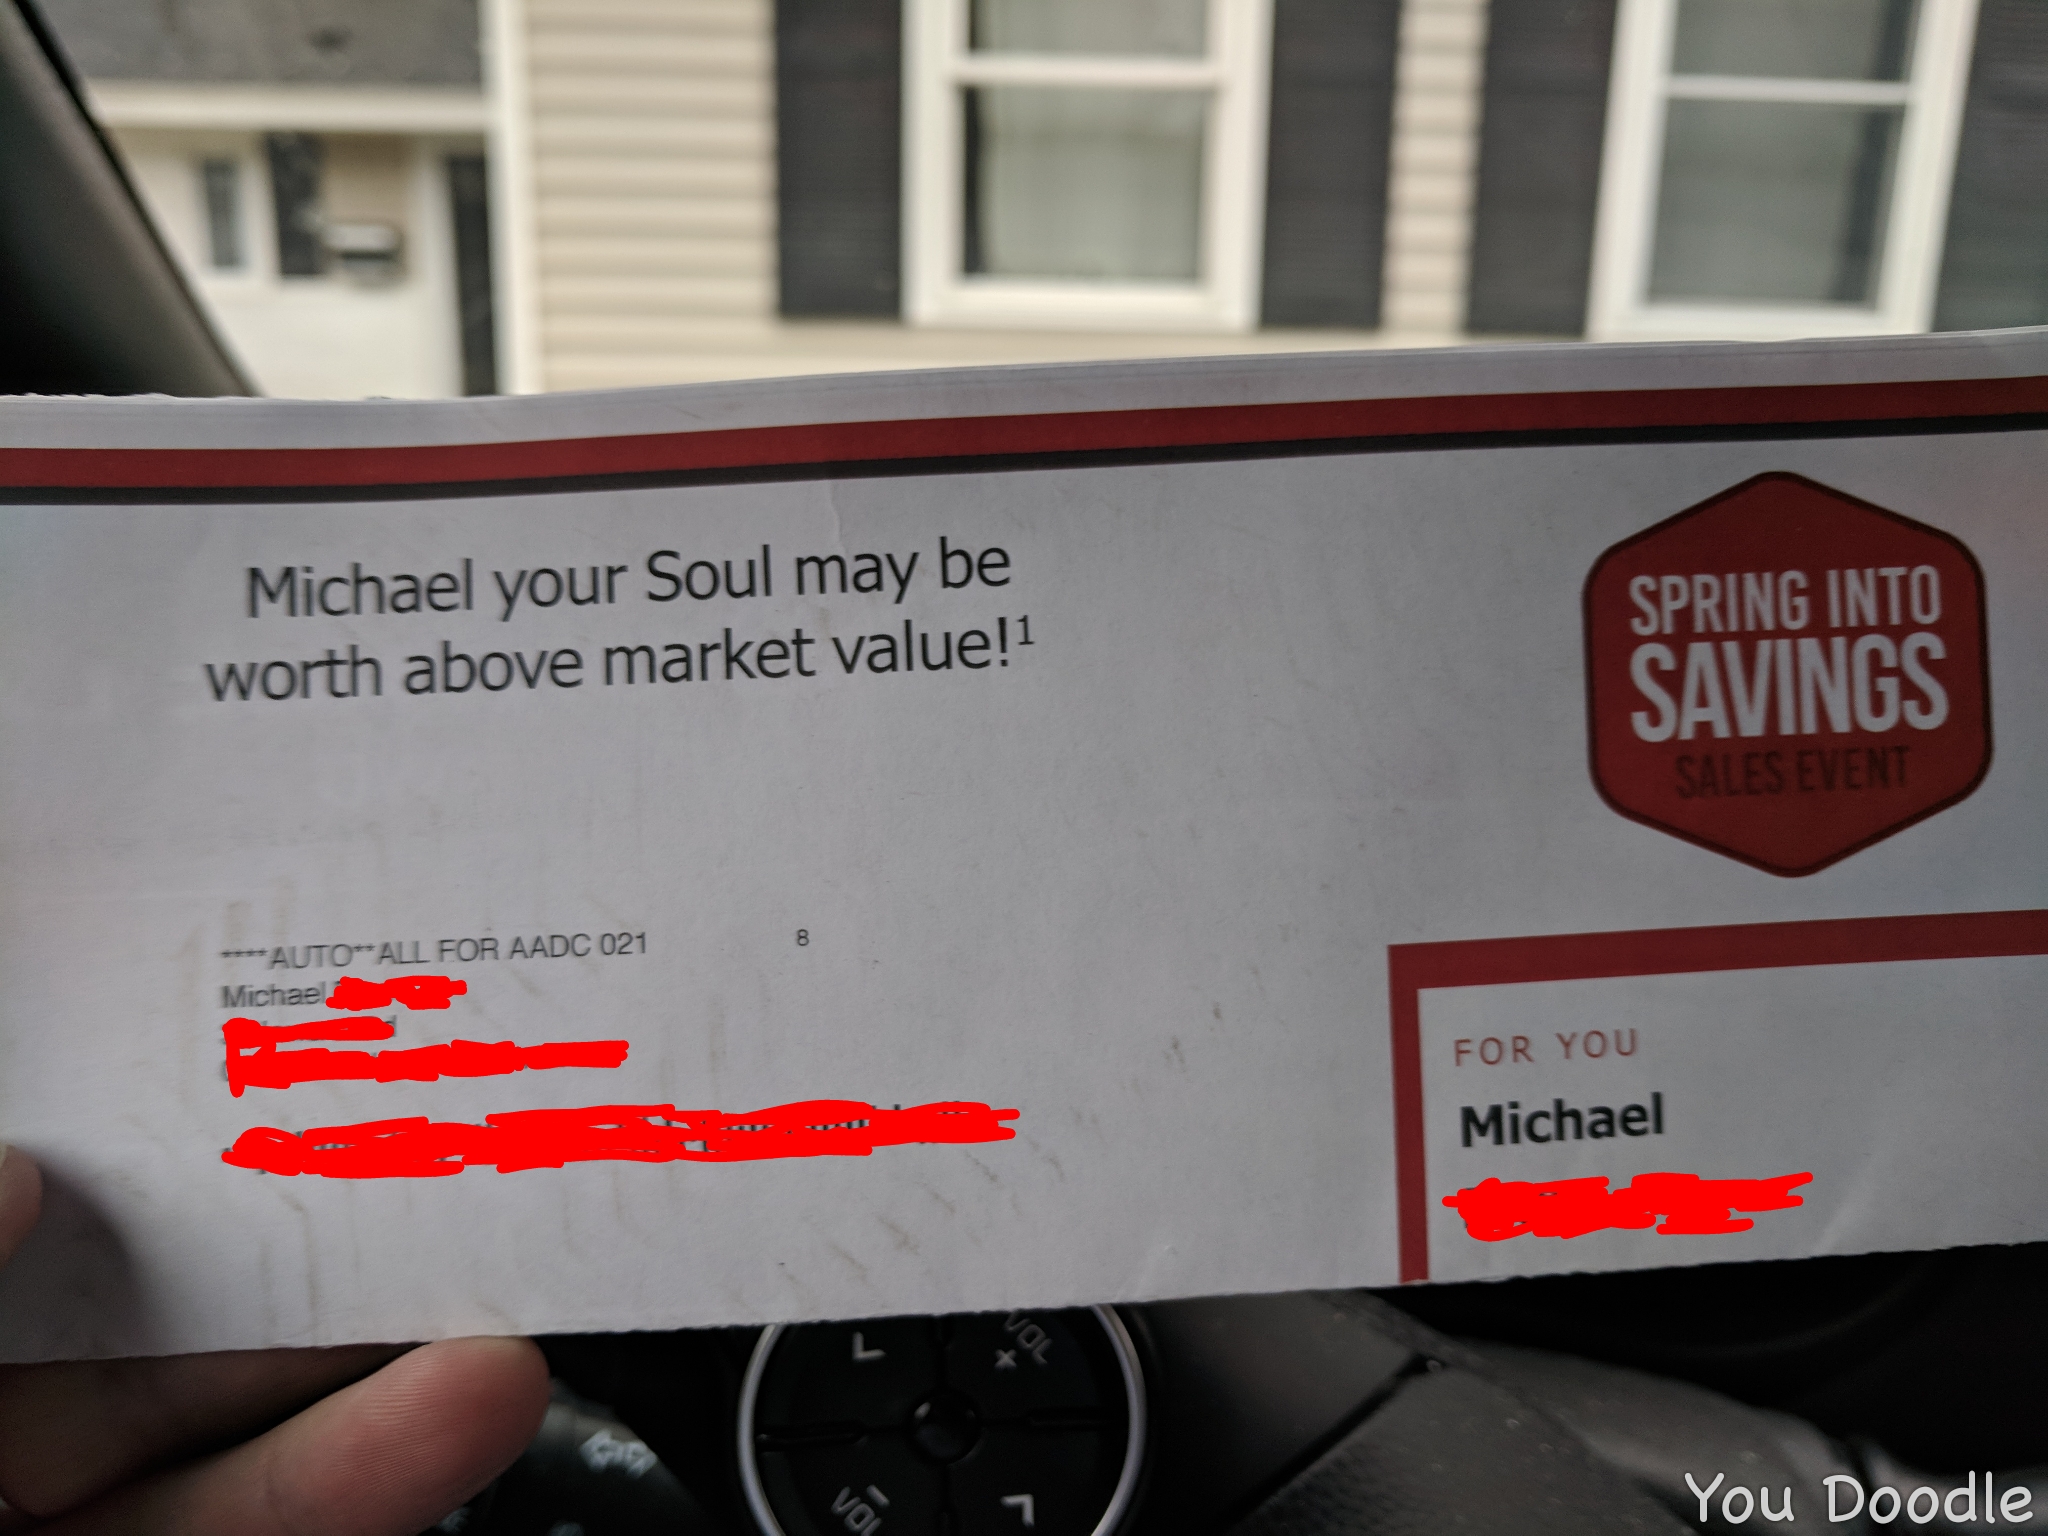 Michael your Soul may be
worth above market value!¹
SPRING INTO
SAVINGS
SALES EVENT
****AUTO**ALL FOR AADC 021 8
Michael
FOR YOU
Michael
VOL
+
VOL
-
You Doodle